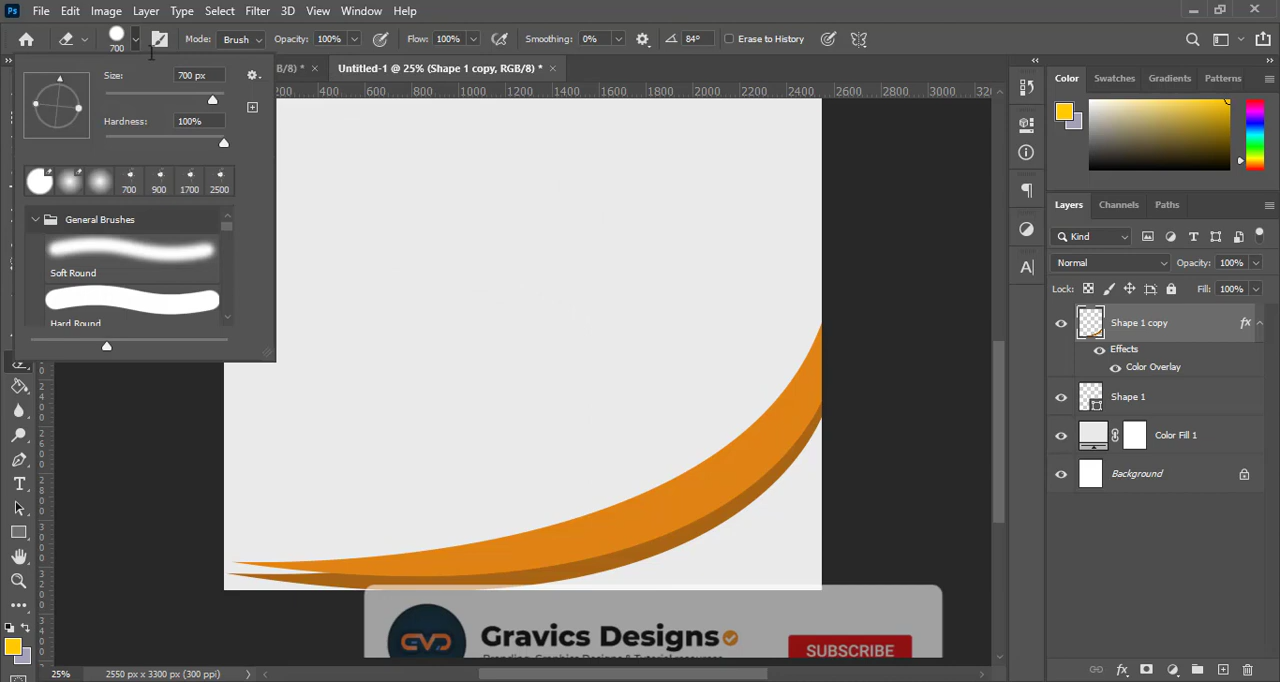 Ps File Edit Image Layer Type Select Filter 3D View Window Help
700 Mode: Brush Opacity: 100% Flow: 100% Smoothing: 0% 84° Erase to History
B/8) * × Untitled-1 @ 25% (Shape 1 copy, RGB/8) * ×
200 400 600 800 1000 1200 1400 1600 1800 2000 2200 2400 2600 2800 3000
Size: 700 px
Hardness: 100%
700 900 1700 2500
General Brushes
Soft Round
Hard Round
Color Swatches Gradients Patterns
Layers Channels Paths
Kind
Normal Opacity: 100%
Lock: Fill: 100%
Shape 1 copy fx
Effects
Color Overlay
Shape 1
Color Fill 1
Background
Gravics Designs
SUBSCRIBE
25% 2550 px x 3300 px (300 ppi)